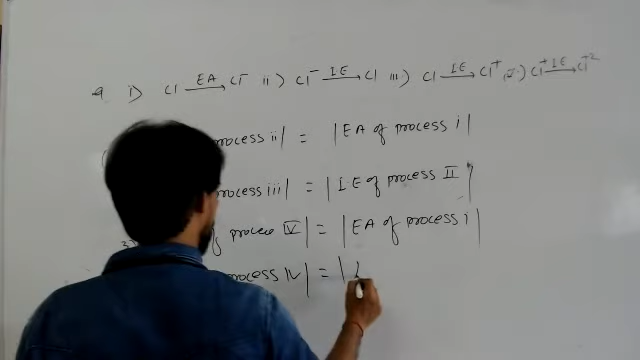 Q i) Cl EA→ Cl⁻ ii) Cl⁻ IE→ Cl iii) Cl IE→ Cl⁺ iv) Cl⁺ IE→ Cl⁺²
process ii| = |EA of process i|
process iii| = |IE of process II|
3) of process V| = |EA of process i|
process IV| = |